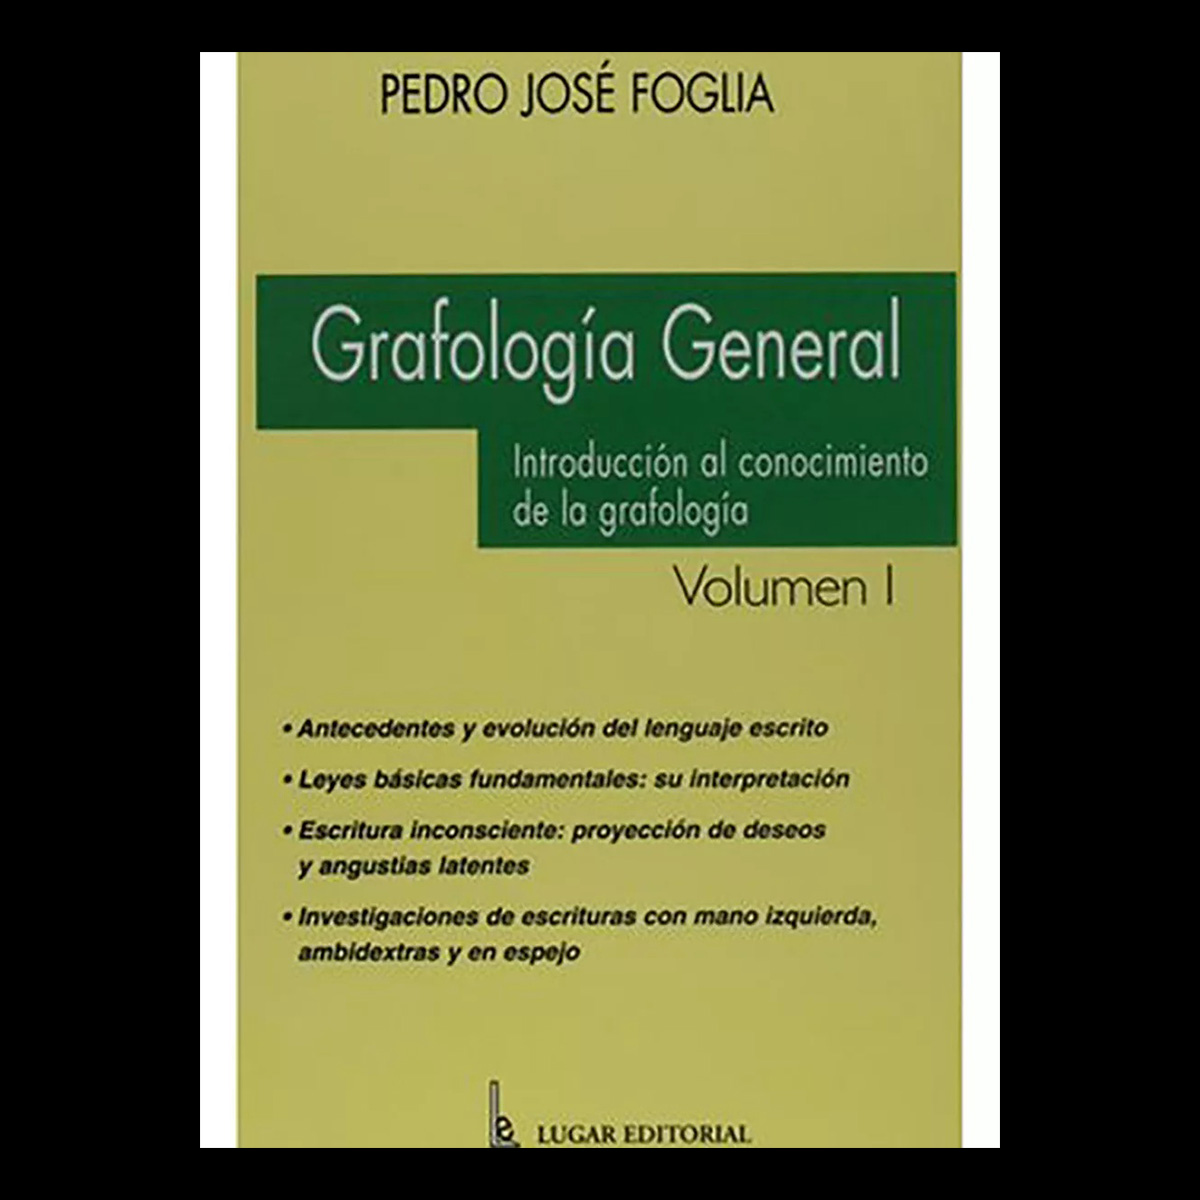 PEDRO JOSÉ FOGLIA
Grafología General
Introducción al conocimiento
de la grafología
Volumen I
• Antecedentes y evolución del lenguaje escrito
• Leyes básicas fundamentales: su interpretación
• Escritura inconsciente: proyección de deseos
y angustias latentes
• Investigaciones de escrituras con mano izquierda,
ambidextras y en espejo
Le LUGAR EDITORIAL